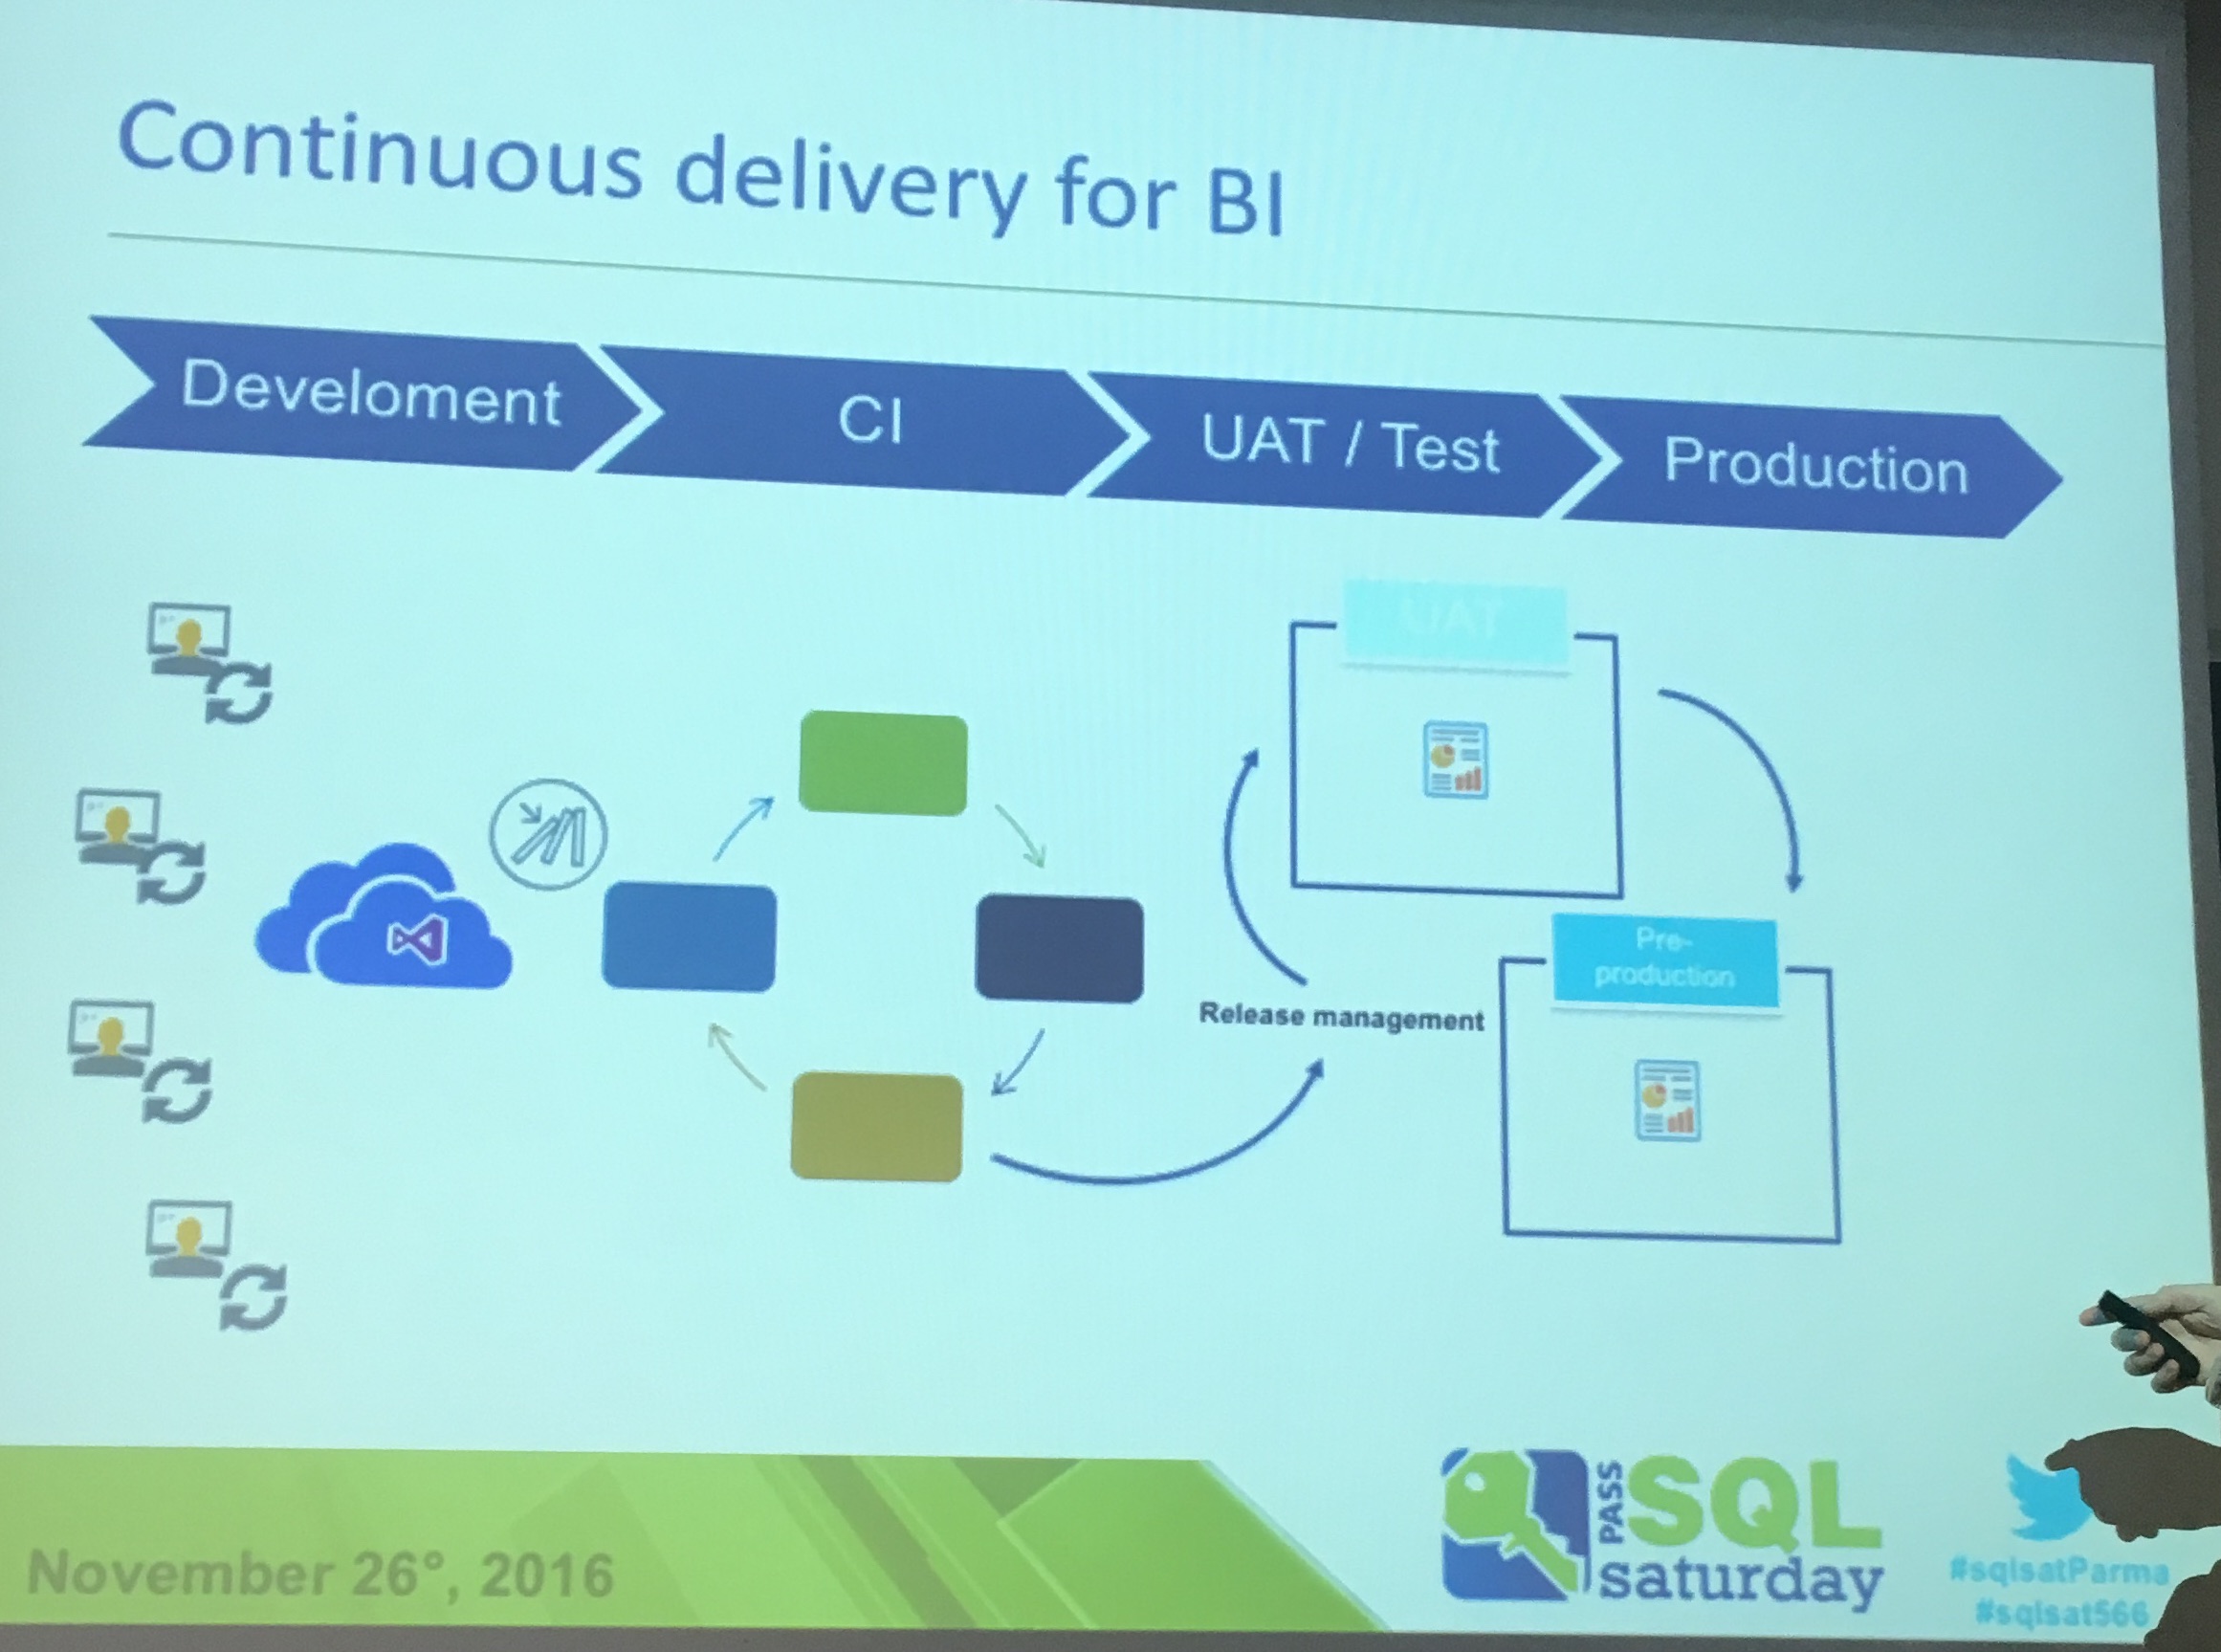 Continuous delivery for BI
Develoment
CI
UAT / Test
Production
UAT
Pre-
production
Release management
November 26°, 2016
PASS
SQL
saturday
#sqlsatParma
#sqlsat566